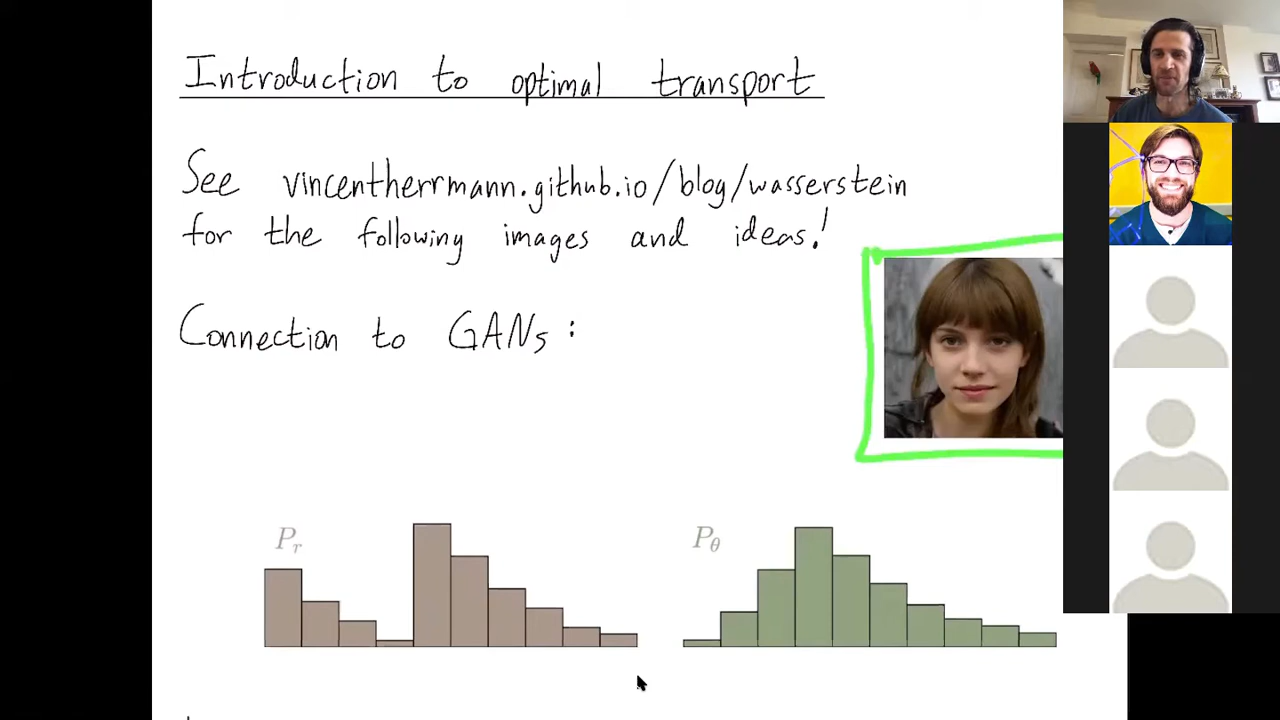 Introduction to optimal transport
See vincentherrmann.github.io/blog/wasserstein
for the following images and ideas!
Connection to GANs:
P_r
P_θ